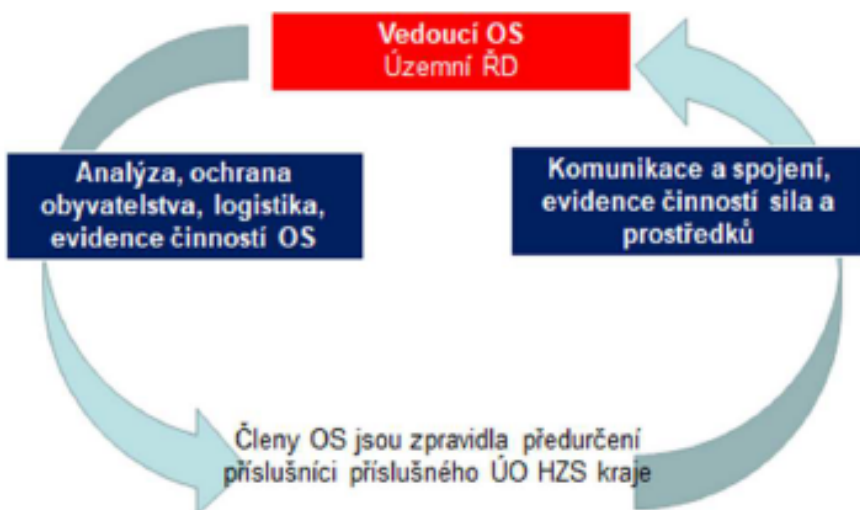 Vedoucí OS
Územní ŘD
Analýza, ochrana
obyvatelstva, logistika,
evidence činností OS
Komunikace a spojení,
evidence činností sila a
prostředků
Členy OS jsou zpravidla předurčení
příslušníci příslušného ÚO HZS kraje